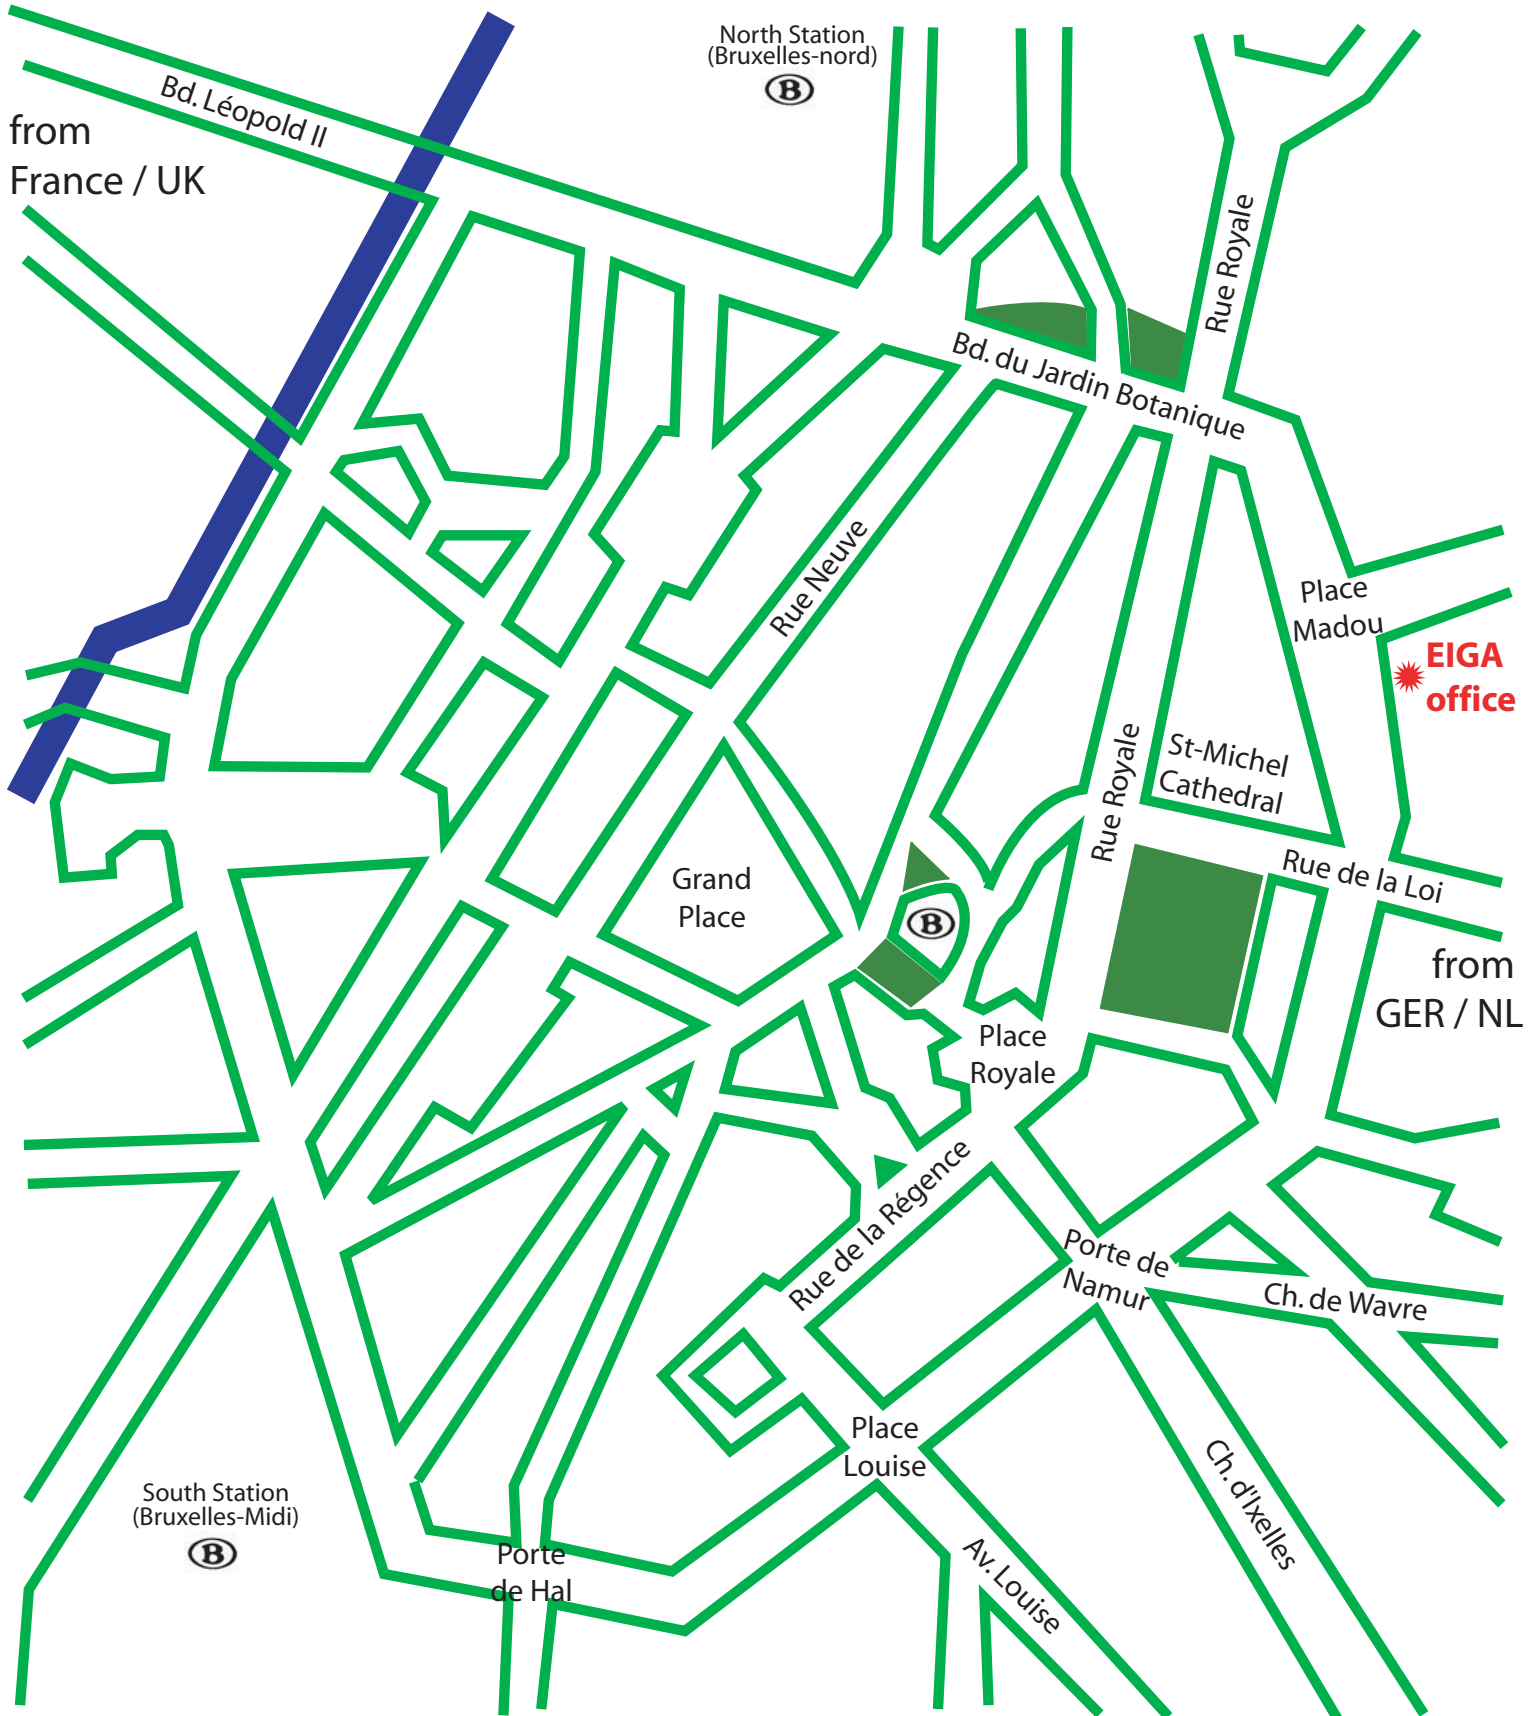 North Station
(Bruxelles-nord)
B
Bd. Léopold II
from
France / UK
Rue Royale
Bd. du Jardin Botanique
Rue Neuve
Place
Madou
EIGA
office
St-Michel
Cathedral
Rue Royale
Rue de la Loi
Grand
Place
B
from
GER / NL
Place
Royale
Rue de la Régence
Porte de
Namur
Ch. de Wavre
Place
Louise
Ch. d'Ixelles
South Station
(Bruxelles-Midi)
B
Porte
de Hal
Av. Louise